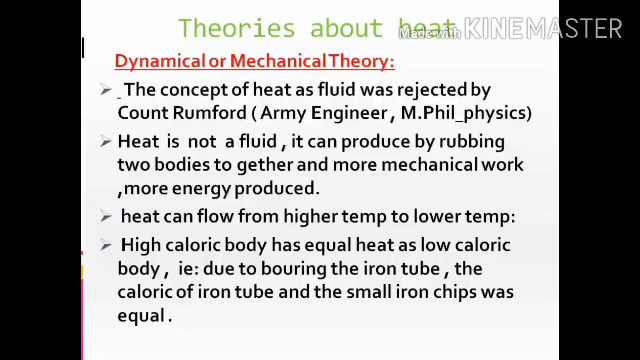 Theories about heat
Made with KINEMASTER
Dynamical or Mechanical Theory:
The concept of heat as fluid was rejected by
Count Rumford ( Army Engineer , M.Phil_physics)
Heat is not a fluid , it can produce by rubbing
two bodies to gether and more mechanical work
,more energy produced.
heat can flow from higher temp to lower temp:
High caloric body has equal heat as low caloric
body , ie: due to bouring the iron tube , the
caloric of iron tube and the small iron chips was
equal .